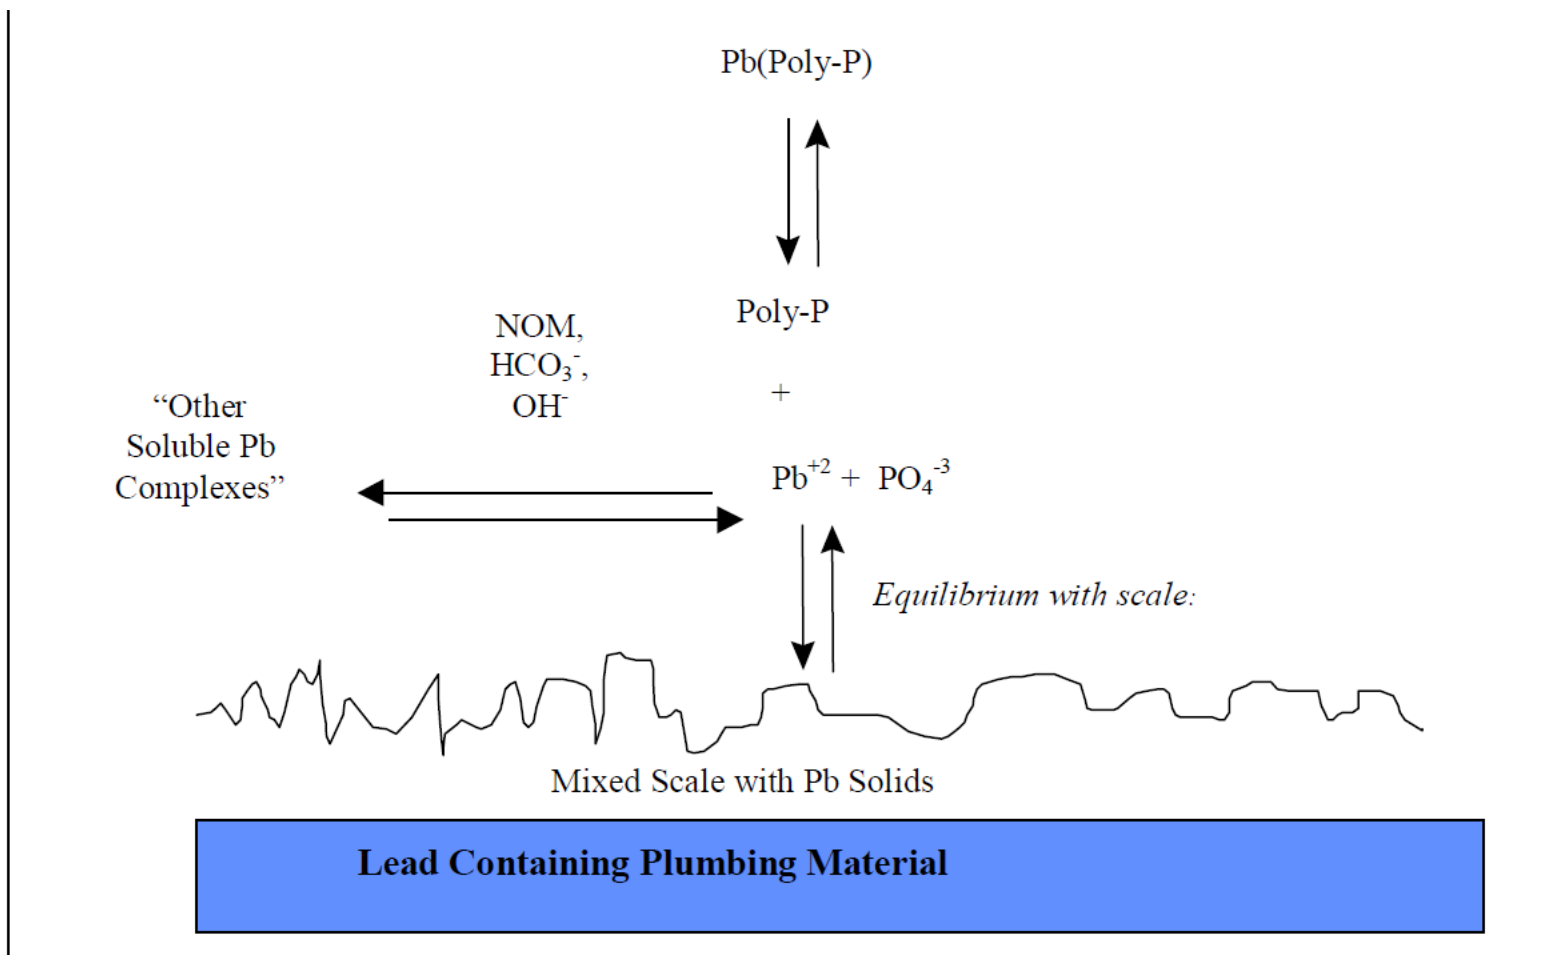 Pb(Poly-P)
Poly-P
NOM,
HCO₃⁻,
OH⁻
+
“Other
Soluble Pb
Complexes”
Pb⁺² + PO₄⁻³
Equilibrium with scale:
Mixed Scale with Pb Solids
Lead Containing Plumbing Material